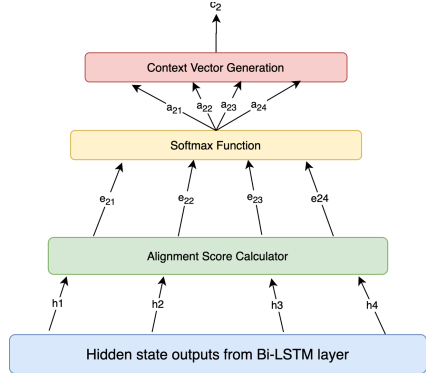 c2
Context Vector Generation
a21 a22 a23 a24
Softmax Function
e21 e22 e23 e24
Alignment Score Calculator
h1 h2 h3 h4
Hidden state outputs from Bi-LSTM layer